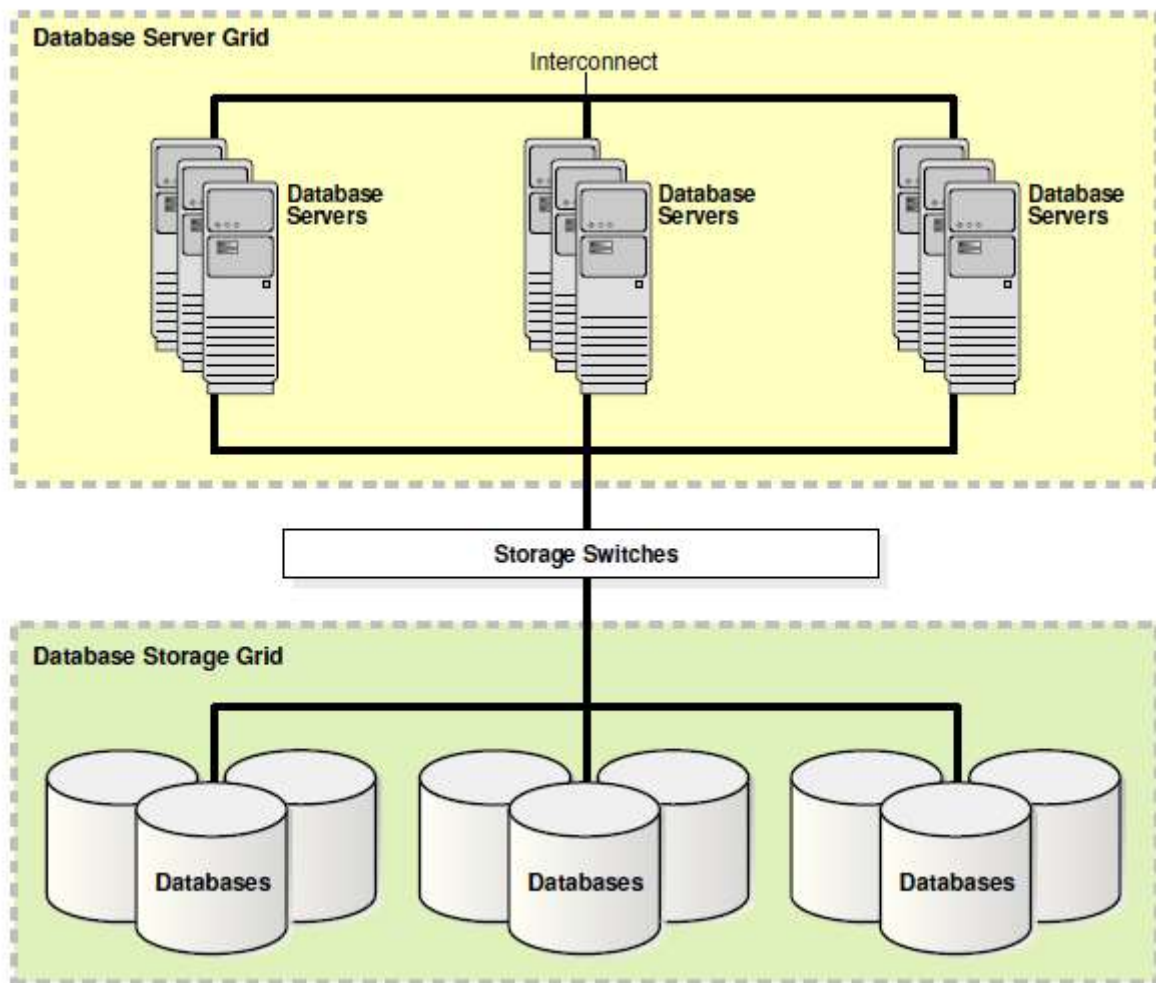 Database Server Grid
Interconnect
Database
Servers
Database
Servers
Database
Servers
Storage Switches
Database Storage Grid
Databases
Databases
Databases